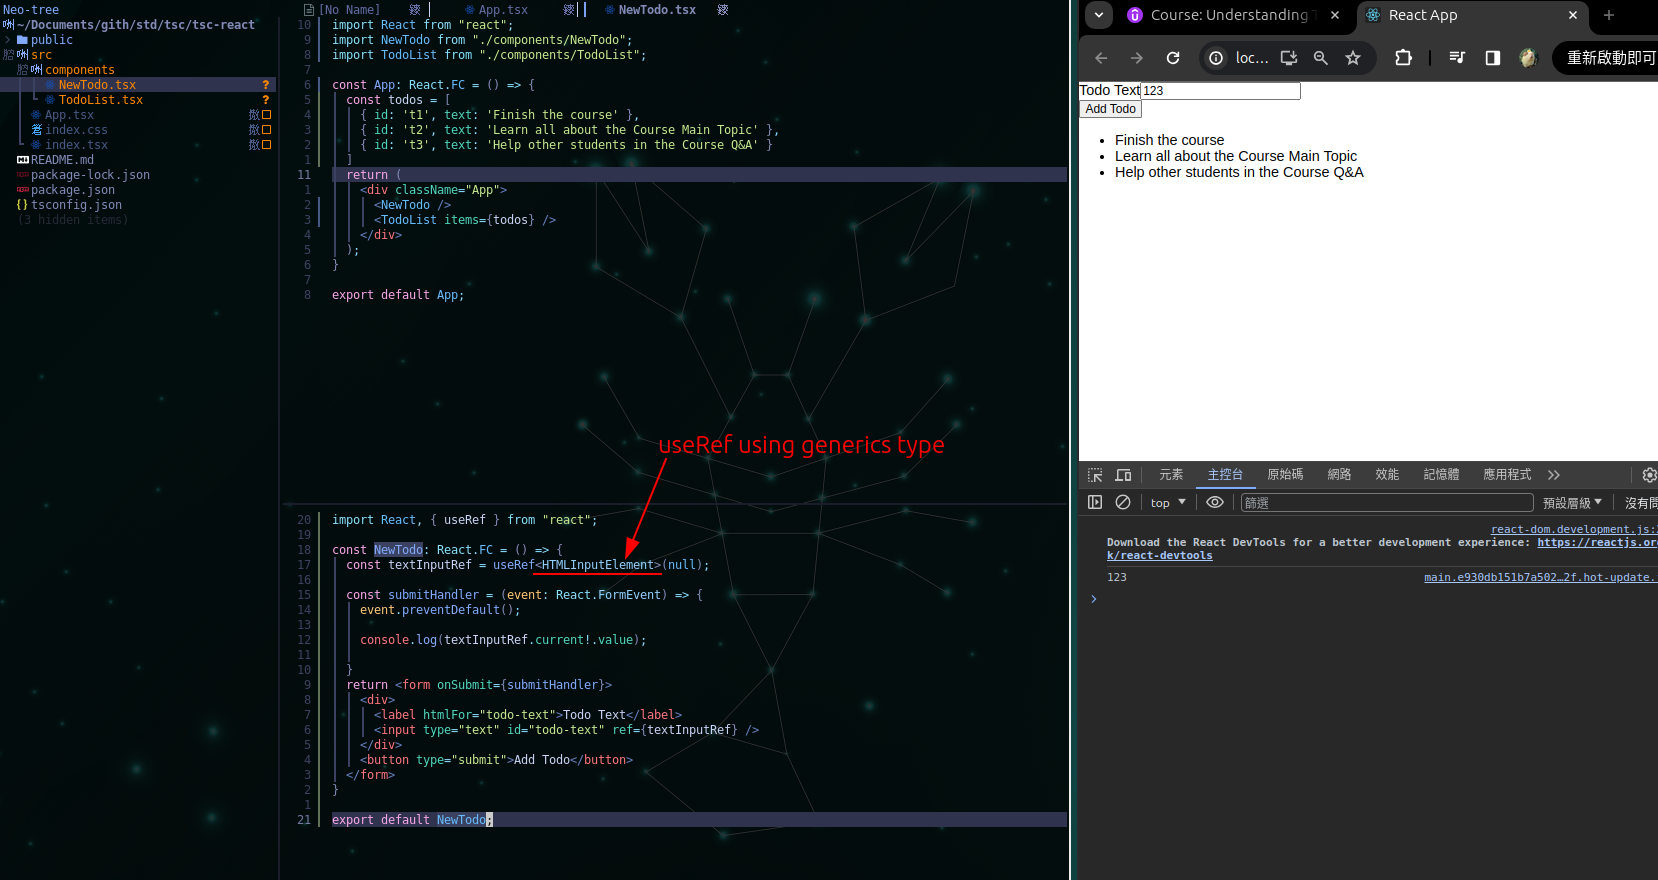 Neo-tree
~/Documents/gith/std/tsc/tsc-react
public
src
components
NewTodo.tsx ?
TodoList.tsx ?
App.tsx
index.css
index.tsx
README.md
package-lock.json
package.json
tsconfig.json
(3 hidden items)
[No Name] App.tsx NewTodo.tsx
10 import React from "react";
9 import NewTodo from "./components/NewTodo";
8 import TodoList from "./components/TodoList";
7
6 const App: React.FC = () => {
5 const todos = [
4 { id: 't1', text: 'Finish the course' },
3 { id: 't2', text: 'Learn all about the Course Main Topic' },
2 { id: 't3', text: 'Help other students in the Course Q&A' }
1 ]
11 return (
1 <div className="App">
2 <NewTodo />
3 <TodoList items={todos} />
4 </div>
5 );
6 }
7
8 export default App;
useRef using generics type
20 import React, { useRef } from "react";
19
18 const NewTodo: React.FC = () => {
17 const textInputRef = useRef<HTMLInputElement>(null);
16
15 const submitHandler = (event: React.FormEvent) => {
14 event.preventDefault();
13
12 console.log(textInputRef.current!.value);
11
10 }
9 return <form onSubmit={submitHandler}>
8 <div>
7 <label htmlFor="todo-text">Todo Text</label>
6 <input type="text" id="todo-text" ref={textInputRef} />
5 </div>
4 <button type="submit">Add Todo</button>
3 </form>
2 }
1
21 export default NewTodo;
Course: Understanding React App
loc... 重新啟動即可
Todo Text 123
Add Todo
• Finish the course
• Learn all about the Course Main Topic
• Help other students in the Course Q&A
元素 主控台 原始碼 網路 效能 記憶體 應用程式
top 篩選 預設層級
react-dom.development.js:
Download the React DevTools for a better development experience: https://reactjs.or
k/react-devtools
123 main.e930db151b7a502…2f.hot-update.